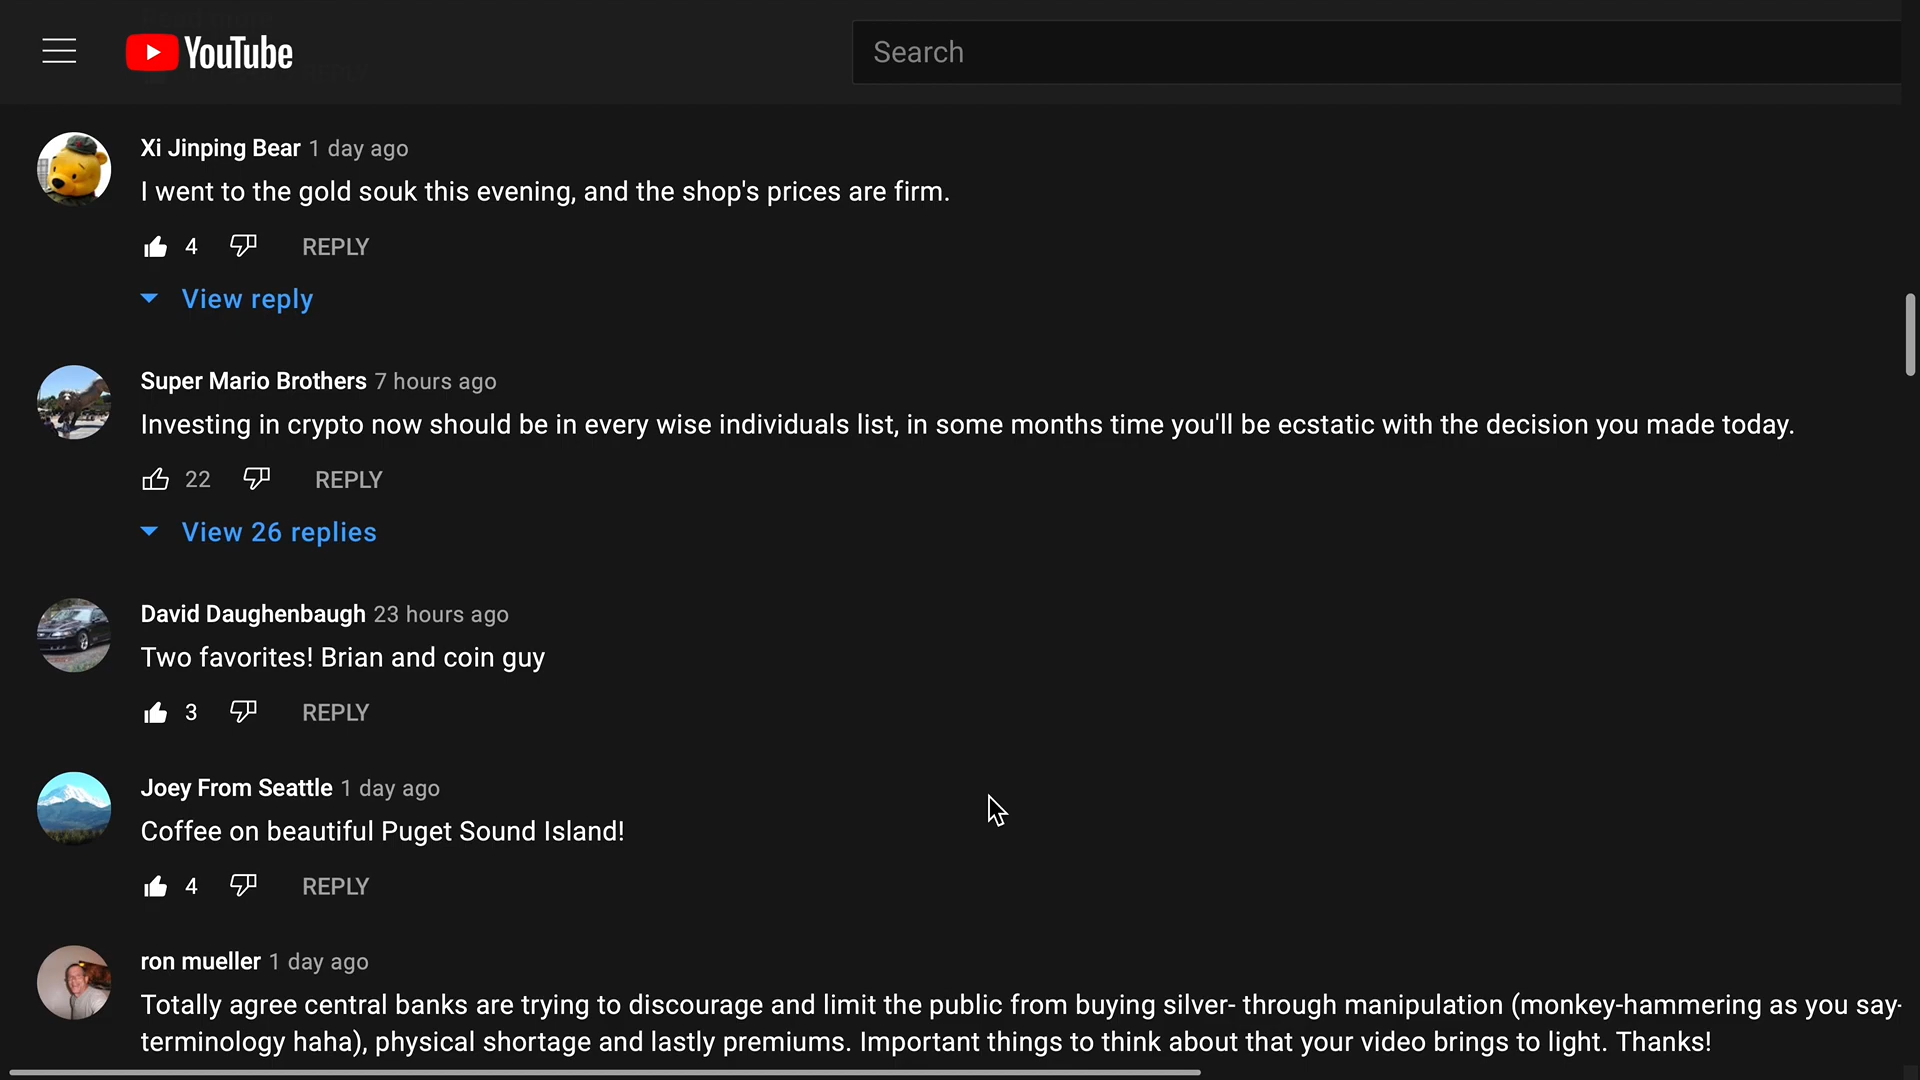 YouTube
Search
Xi Jinping Bear 1 day ago
I went to the gold souk this evening, and the shop's prices are firm.
4 REPLY
View reply
Super Mario Brothers 7 hours ago
Investing in crypto now should be in every wise individuals list, in some months time you'll be ecstatic with the decision you made today.
22 REPLY
View 26 replies
David Daughenbaugh 23 hours ago
Two favorites! Brian and coin guy
3 REPLY
Joey From Seattle 1 day ago
Coffee on beautiful Puget Sound Island!
4 REPLY
ron mueller 1 day ago
Totally agree central banks are trying to discourage and limit the public from buying silver- through manipulation (monkey-hammering as you say-
terminology haha), physical shortage and lastly premiums. Important things to think about that your video brings to light. Thanks!